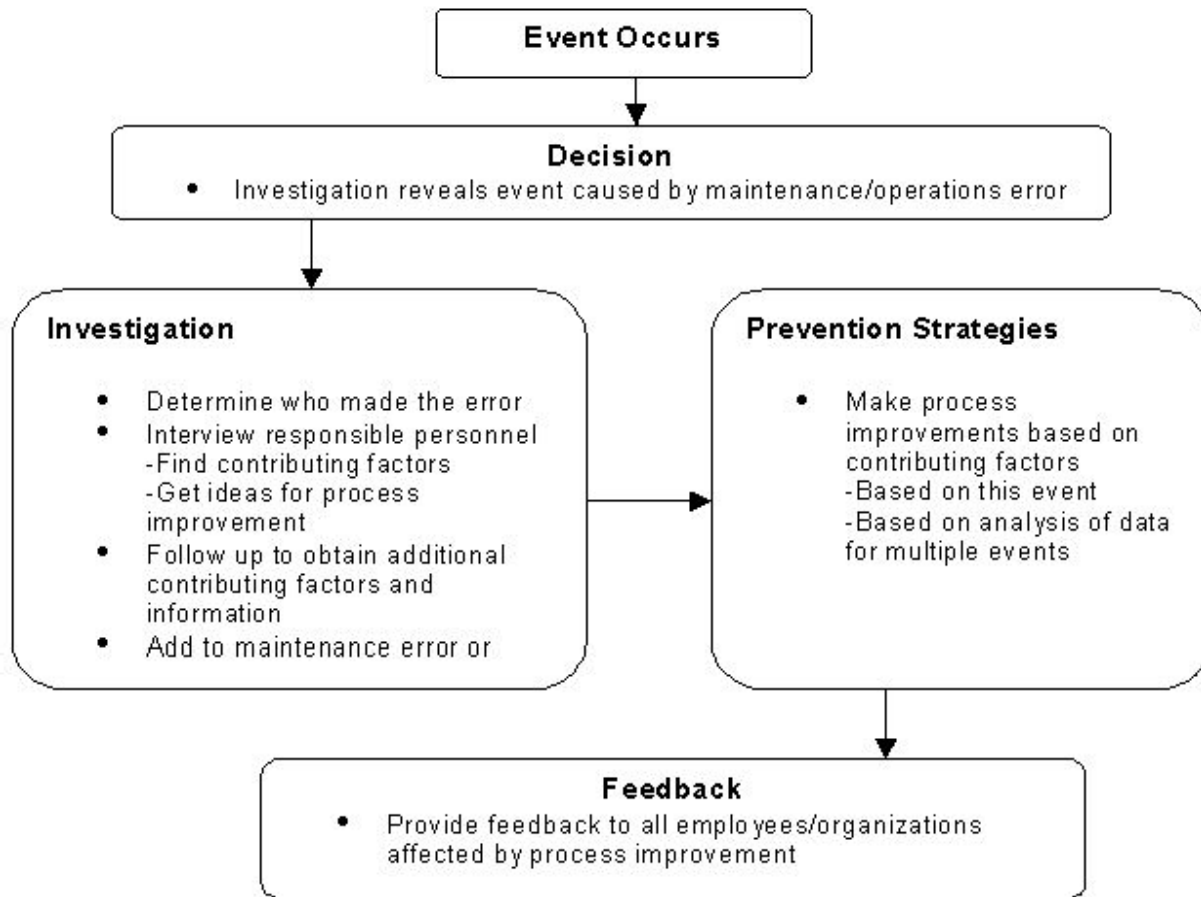 Event Occurs
Decision
• Investigation reveals event caused by maintenance/operations error
Investigation
• Determine who made the error
• Interview responsible personnel
-Find contributing factors
-Get ideas for process
improvement
• Follow up to obtain additional
contributing factors and
information
• Add to maintenance error or
Prevention Strategies
• Make process
improvements based on
contributing factors
-Based on this event
-Based on analysis of data
for multiple events
Feedback
• Provide feedback to all employees/organizations
affected by process improvement